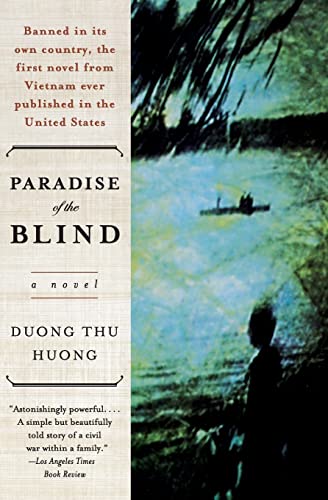 Banned in its
own country, the
first novel from
Vietnam ever
published in the
United States
PARADISE
of the
BLIND
a novel
DUONG THU
HUONG
“Astonishingly powerful. . . .
A simple but beautifully
told story of a civil
war within a family.”
—Los Angeles Times
Book Review